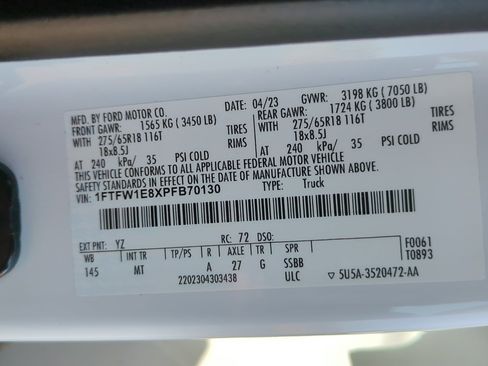 MFD. BY FORD MOTOR CO. DATE: 04/23 GVWR: 3198 KG ( 7050 LB)
FRONT GAWR: 1565 KG ( 3450 LB) REAR GAWR: 1724 KG ( 3800 LB)
WITH 275/65R18 116T TIRES WITH 275/65R18 116T TIRES
18x8.5J RIMS 18x8.5J RIMS
AT 240 kPa/ 35 PSI COLD AT 240 kPa/ 35 PSI COLD
THIS VEHICLE CONFORMS TO ALL APPLICABLE FEDERAL MOTOR VEHICLE
SAFETY STANDARDS IN EFFECT ON THE DATE OF MANUFACTURE SHOWN ABOVE.
VIN: 1FTFW1E8XPFB70130 TYPE: Truck
EXT PNT: YZ RC: 72 DSO: F0061
WB INT TR TP/PS R AXLE TR SPR T0893
145 MT A 27 G SSBB
2202304303438 ULC ▽ 5U5A-3520472-AA